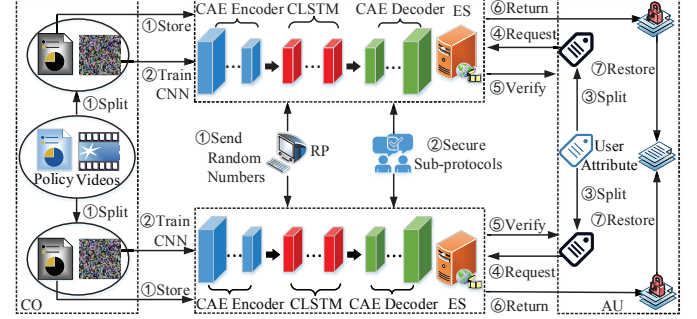 CAE Encoder CLSTM CAE Decoder ES
①Store
⑥Return
④Request
②Train
CNN
⑦Restore
①Split
⑤Verify
③Split
①Send
Random
Numbers
RP
②Secure
Sub-protocols
User
Attribute
Policy Videos
①Split
③Split
②Train
CNN
⑤Verify
⑦Restore
④Request
①Store
CO
CAE Encoder CLSTM CAE Decoder ES
⑥Return
AU